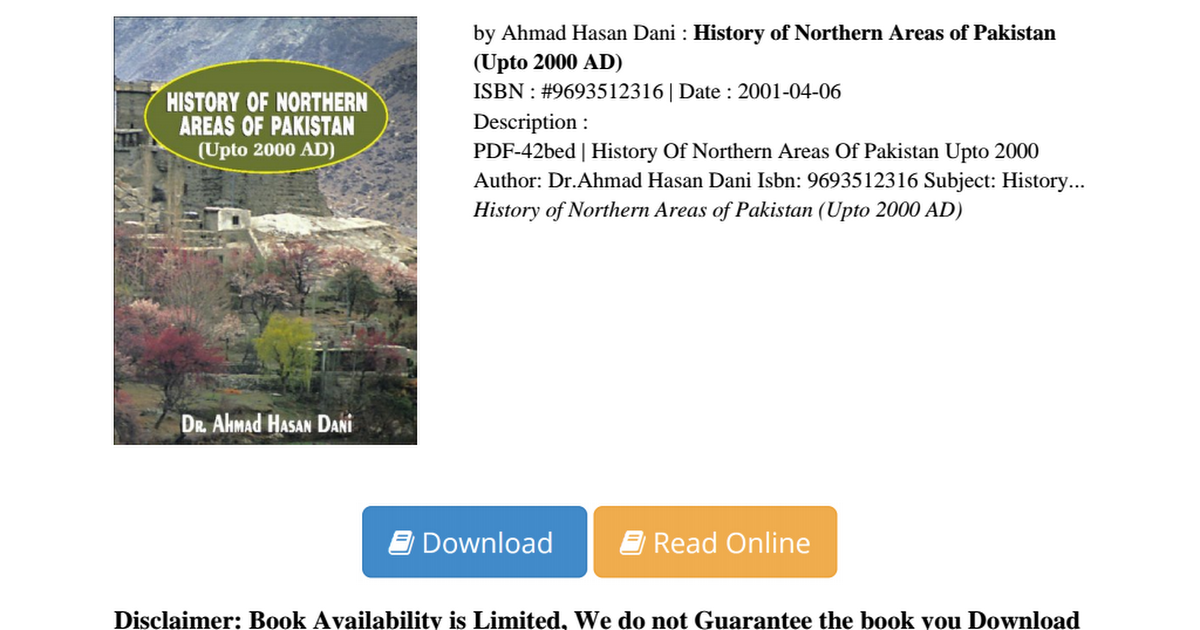 HISTORY OF NORTHERN
AREAS OF PAKISTAN
(Upto 2000 AD)
DR. AHMAD HASAN DANI
by Ahmad Hasan Dani : History of Northern Areas of Pakistan
(Upto 2000 AD)
ISBN : #9693512316 | Date : 2001-04-06
Description :
PDF-42bed | History Of Northern Areas Of Pakistan Upto 2000
Author: Dr.Ahmad Hasan Dani Isbn: 9693512316 Subject: History...
History of Northern Areas of Pakistan (Upto 2000 AD)
Download
Read Online
Disclaimer: Book Availability is Limited, We do not Guarantee the book you Download